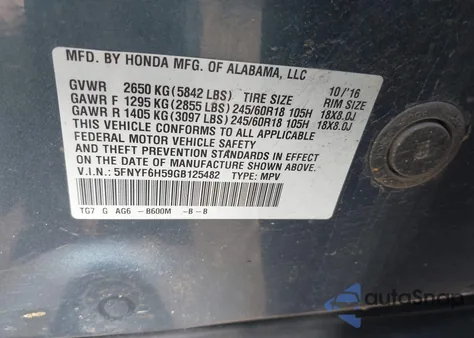 MFD. BY HONDA MFG. OF ALABAMA, LLC
GVWR 2650 KG(5842 LBS) TIRE SIZE 10/'16 RIM SIZE
GAWR F 1295 KG(2855 LBS)245/60R18 105H 18X8.0J
GAWR R 1405 KG(3097 LBS)245/60R18 105H 18X8.0J
THIS VEHICLE CONFORMS TO ALL APPLICABLE
FEDERAL MOTOR VEHICLE SAFETY
AND THEFT PREVENTION STANDARDS IN EFFECT
ON THE DATE OF MANUFACTURE SHOWN ABOVE.
V.I.N.: 5FNYF6H59GB125482 TYPE: MPV
TG7 G AG6 -B600M -B-B
autoSnap